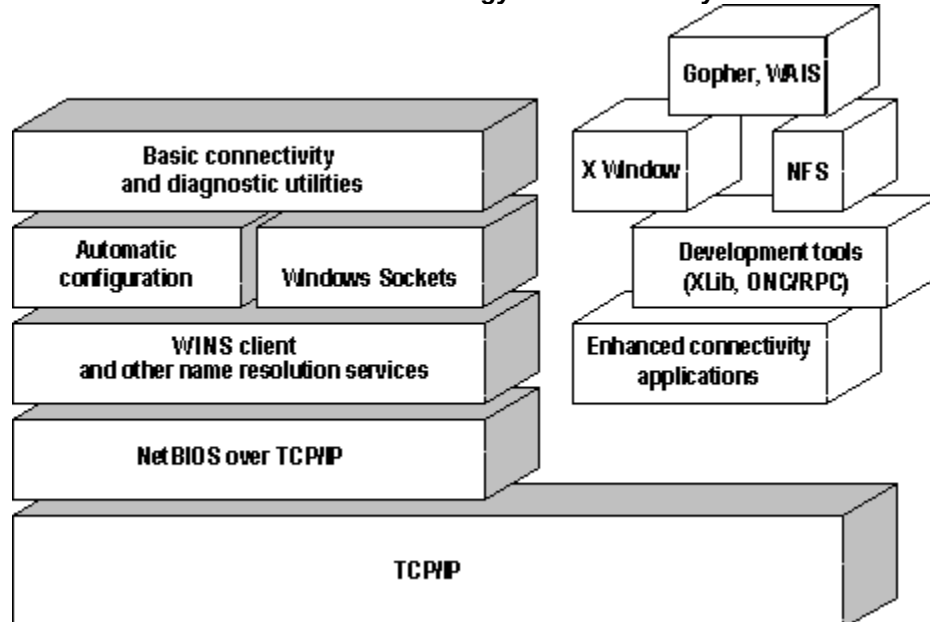 Gopher, WAIS
Basic connectivity
and diagnostic utilities
X Window
NFS
Automatic
configuration
Windows Sockets
Development tools
(XLib, ONC/RPC)
WINS client
and other name resolution services
Enhanced connectivity
applications
NetBIOS over TCP/IP
TCP/IP